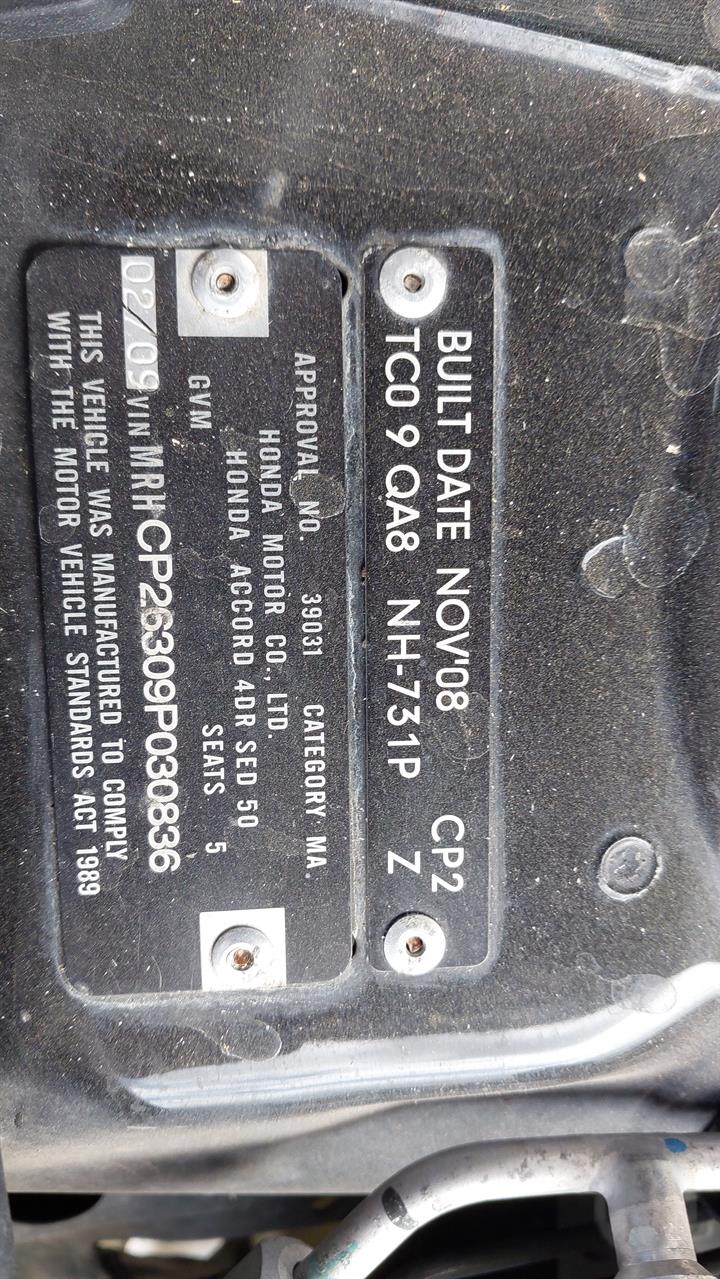 BUILT DATE NOV'08 CP2
TC0 9 QA8 NH-731P Z
APPROVAL NO. 39031 CATEGORY MA.
HONDA MOTOR CO., LTD.
HONDA ACCORD 4DR SED 50
GVM SEATS 5
02/09 VIN MRHCP26309P030836
THIS VEHICLE WAS MANUFACTURED TO COMPLY
WITH THE MOTOR VEHICLE STANDARDS ACT 1989